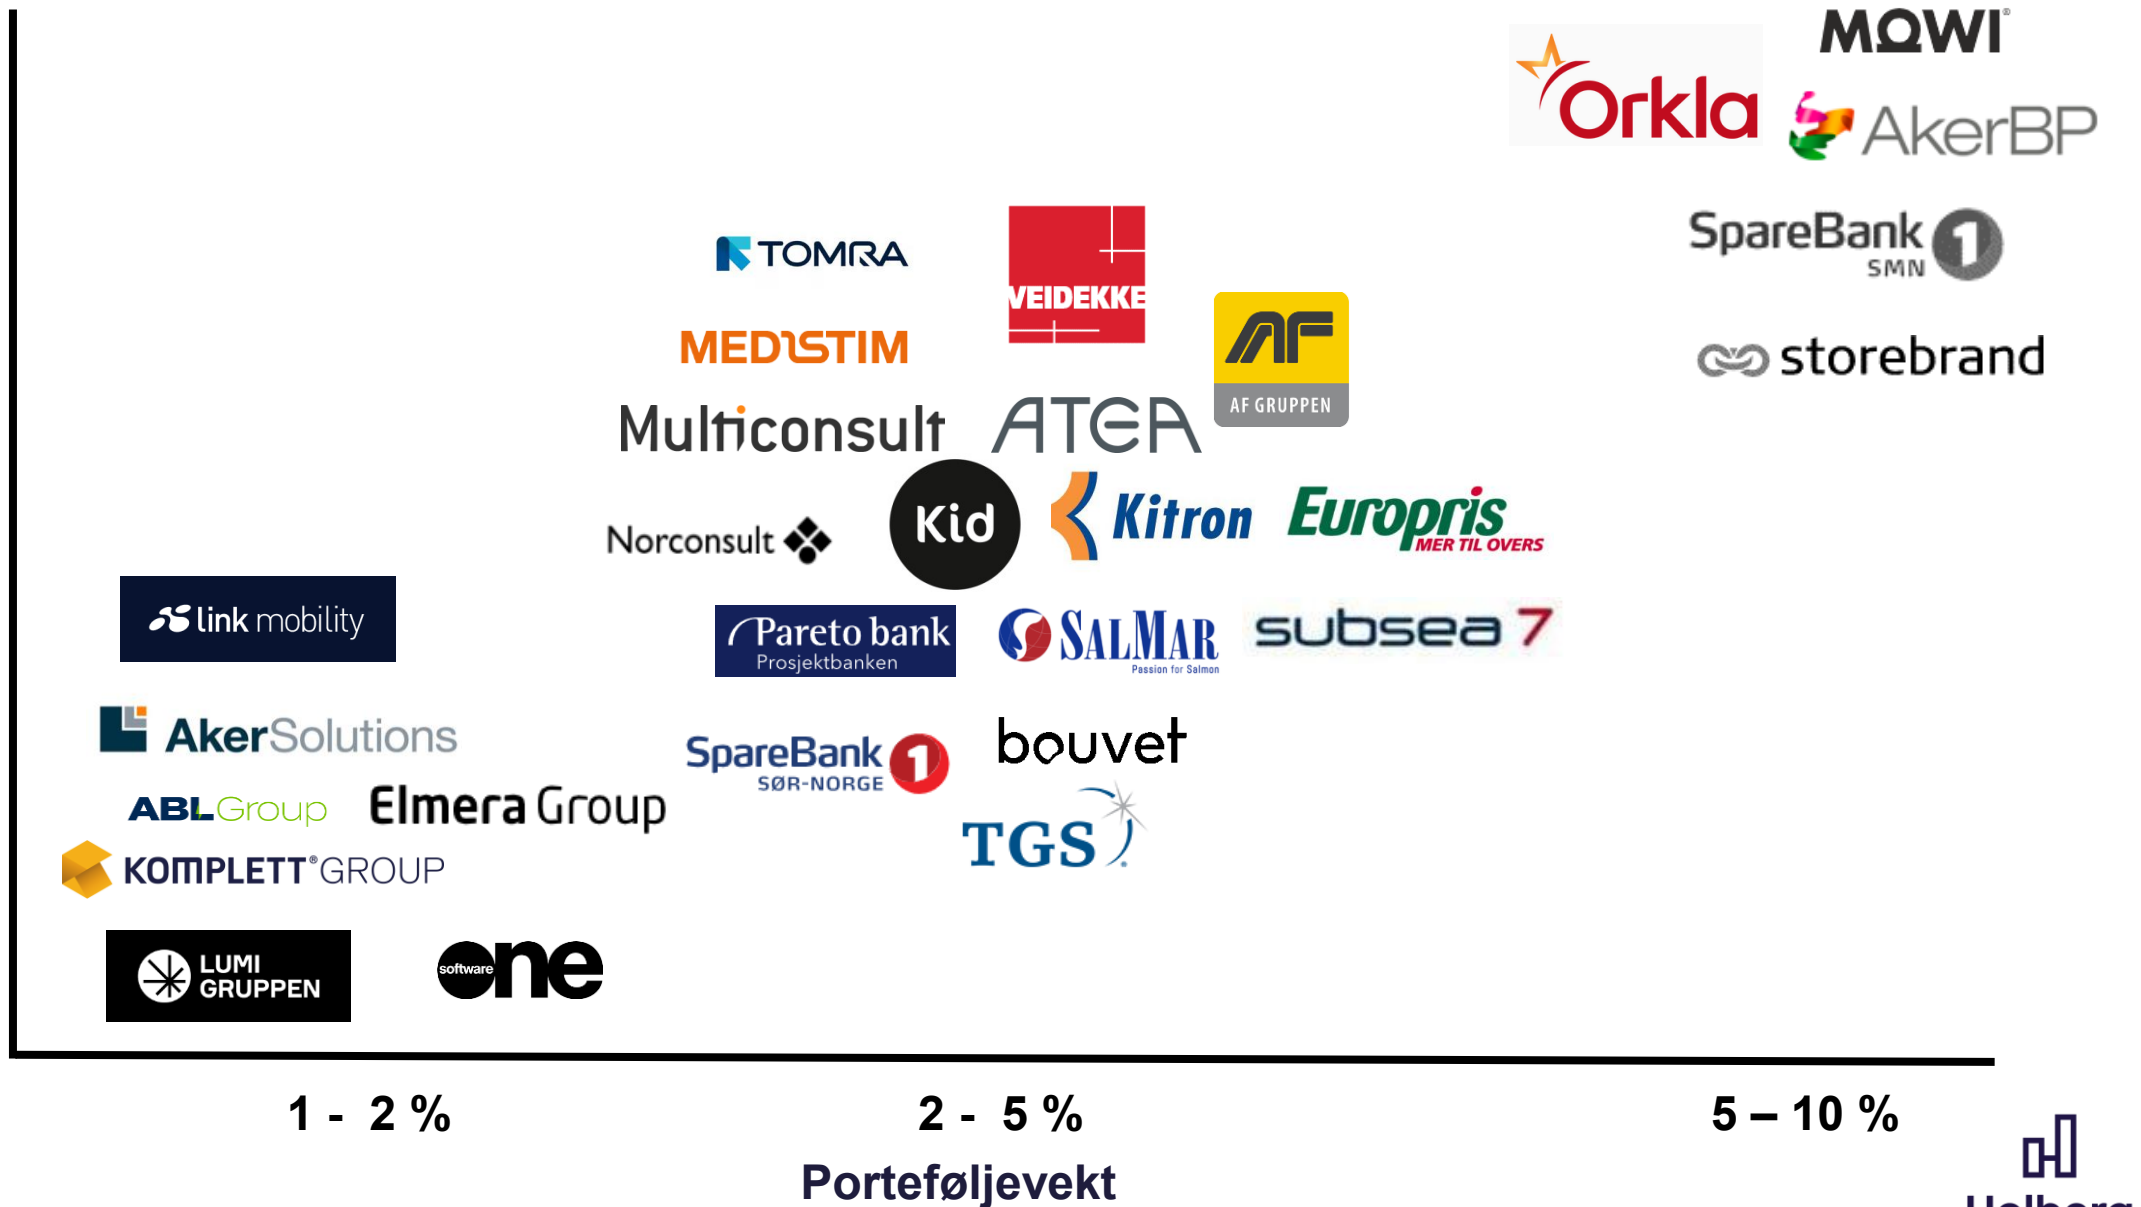 MOWI®
Orkla
AkerBP
SpareBank 1
SMN
storebrand
TOMRA
VEIDEKKE
MEDISTIM
AF
AF GRUPPEN
Multiconsult
ATEA
Norconsult
Kid
Kitron
Europris
MER TIL OVERS
link mobility
Pareto bank
Prosjektbanken
SALMAR
Passion for Salmon
subsea 7
AkerSolutions
SpareBank 1
SØR-NORGE
bouvet
ABL Group
Elmera Group
TGS
KOMPLETT® GROUP
LUMI
GRUPPEN
software one
1 - 2 %
2 - 5 %
5 – 10 %
Porteføljevekt
Holberg